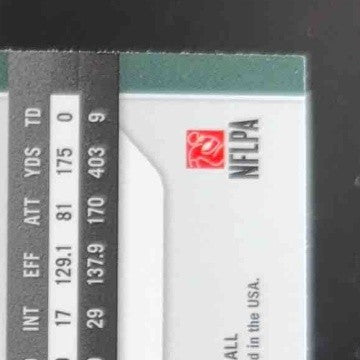 INT EFF ATT YDS TD
17 129.1 81 175 0
29 137.9 170 403 9
NFLPA
ALL
d in the USA.